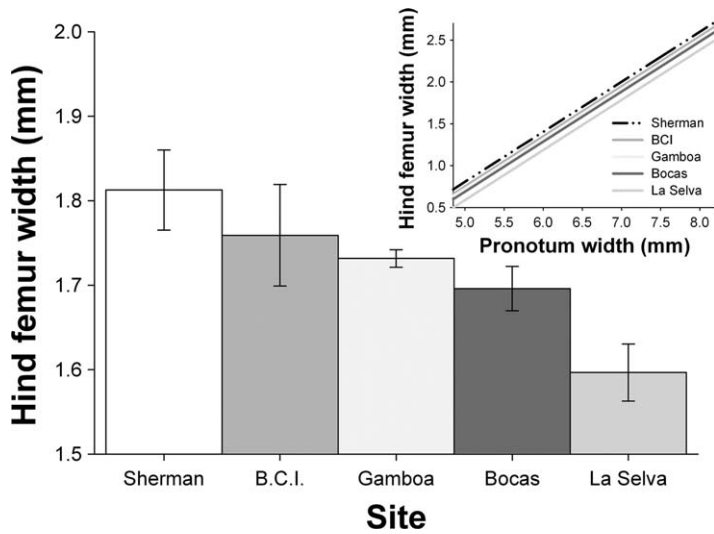 Hind femur width (mm)
2.0
1.9
1.8
1.7
1.6
1.5
Sherman
B.C.I.
Gamboa
Bocas
La Selva
Site
Hind femur width (mm)
2.5
2.0
1.5
1.0
0.5
5.0
5.5
6.0
6.5
7.0
7.5
8.0
Pronotum width (mm)
Sherman
BCI
Gamboa
Bocas
La Selva